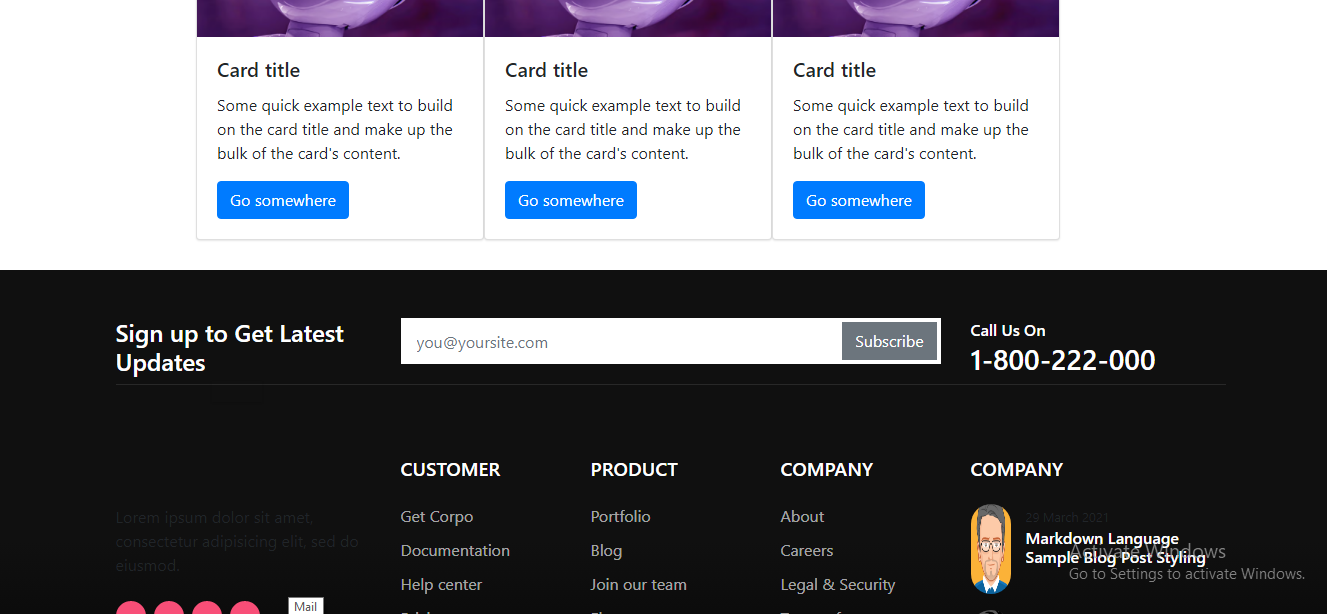 Card title
Some quick example text to build
on the card title and make up the
bulk of the card's content.
Go somewhere
Card title
Some quick example text to build
on the card title and make up the
bulk of the card's content.
Go somewhere
Card title
Some quick example text to build
on the card title and make up the
bulk of the card's content.
Go somewhere
Sign up to Get Latest
Updates
you@yoursite.com
Subscribe
Call Us On
1-800-222-000
Lorem ipsum dolor sit amet,
consectetur adipisicing elit, sed do
eiusmod.
Mail
CUSTOMER
Get Corpo
Documentation
Help center
PRODUCT
Portfolio
Blog
Join our team
COMPANY
About
Careers
Legal & Security
COMPANY
29 March 2021
Markdown Language
Sample Blog Post Styling
Activate Windows
Go to Settings to activate Windows.